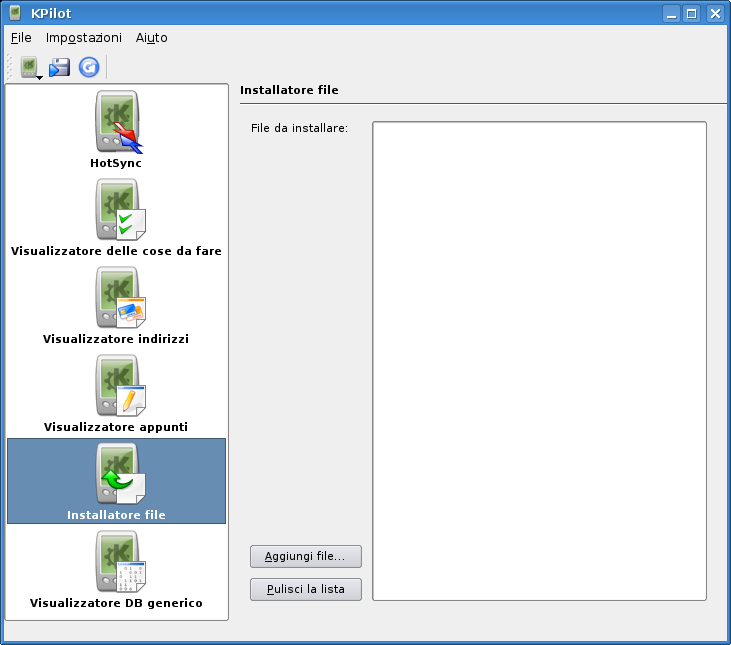 KPilot
File Impostazioni Aiuto
HotSync
Visualizzatore delle cose da fare
Visualizzatore indirizzi
Visualizzatore appunti
Installatore file
Visualizzatore DB generico
Installatore file
File da installare:
Aggiungi file...
Pulisci la lista